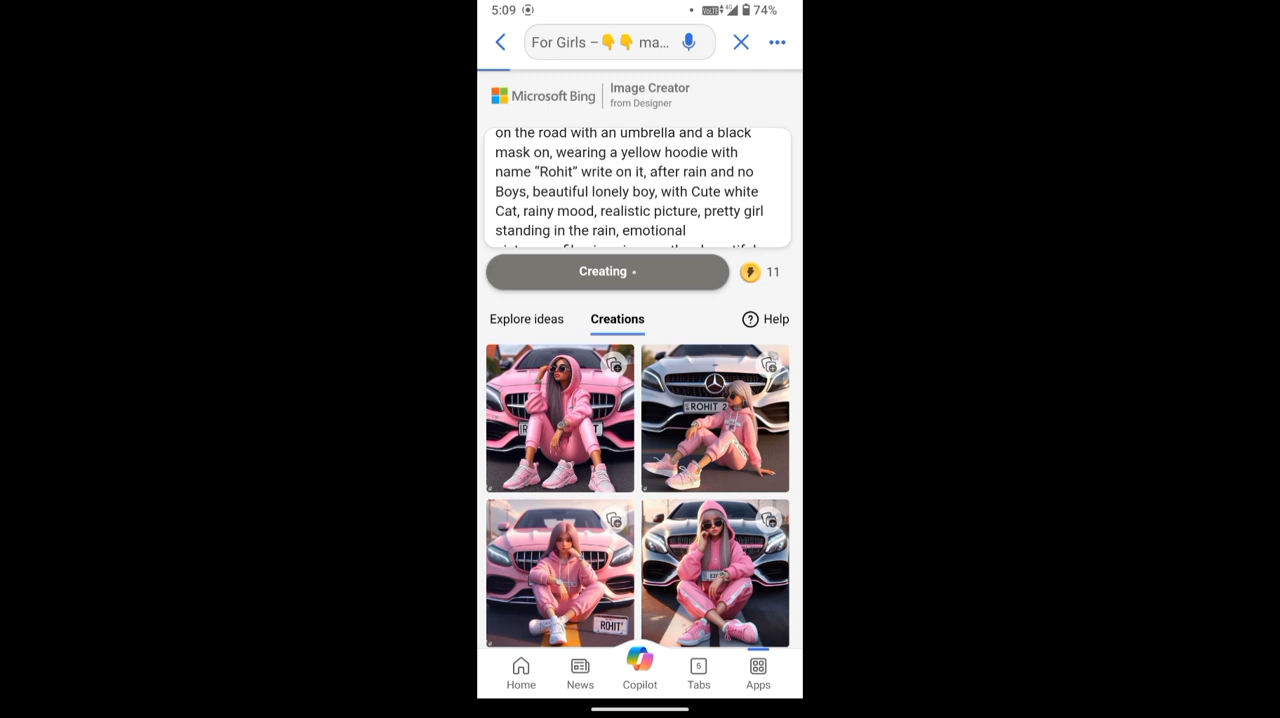 5:09 VoLTE 4G 74%
For Girls –👇👇 ma...
Microsoft Bing
Image Creator
from Designer
on the road with an umbrella and a black
mask on, wearing a yellow hoodie with
name “Rohit” write on it, after rain and no
Boys, beautiful lonely boy, with Cute white
Cat, rainy mood, realistic picture, pretty girl
standing in the rain, emotional
Creating
11
Explore ideas Creations Help
ROHIT 2
ROHIT'
6
Home News Copilot Tabs Apps